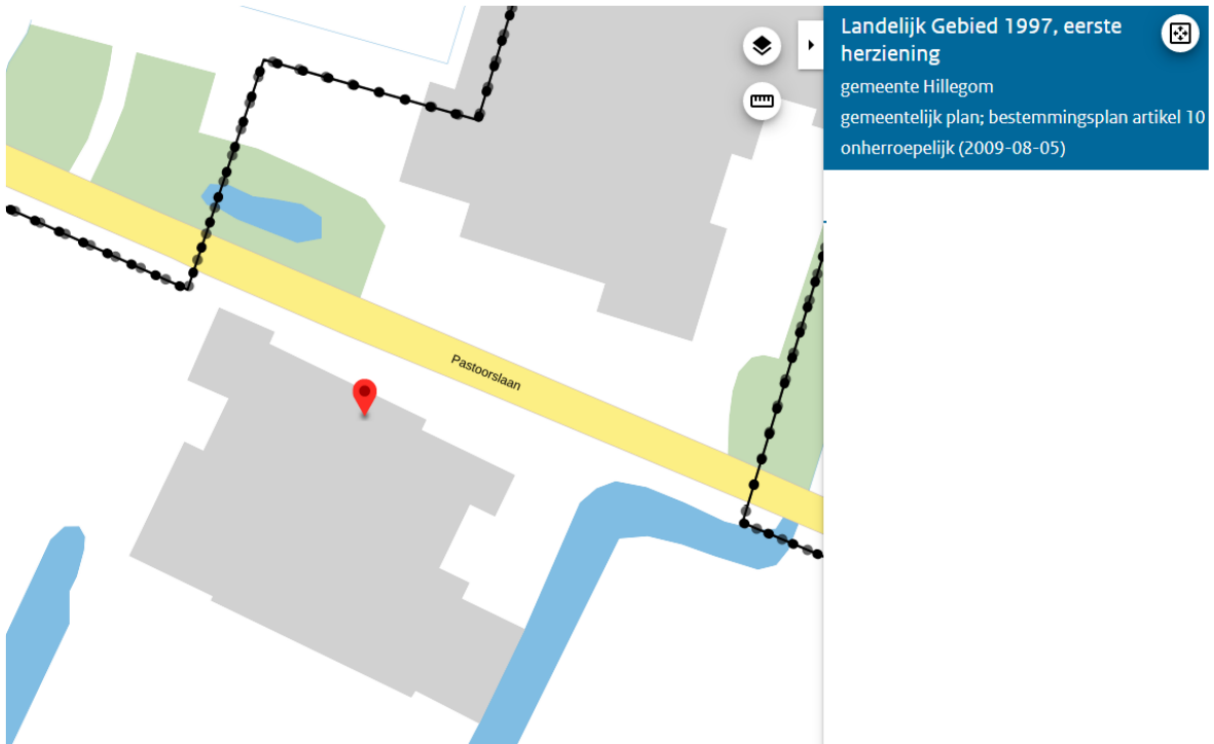 Landelijk Gebied 1997, eerste
herziening
gemeente Hillegom
gemeentelijk plan; bestemmingsplan artikel 10
onherroepelijk (2009-08-05)
Pastoorslaan